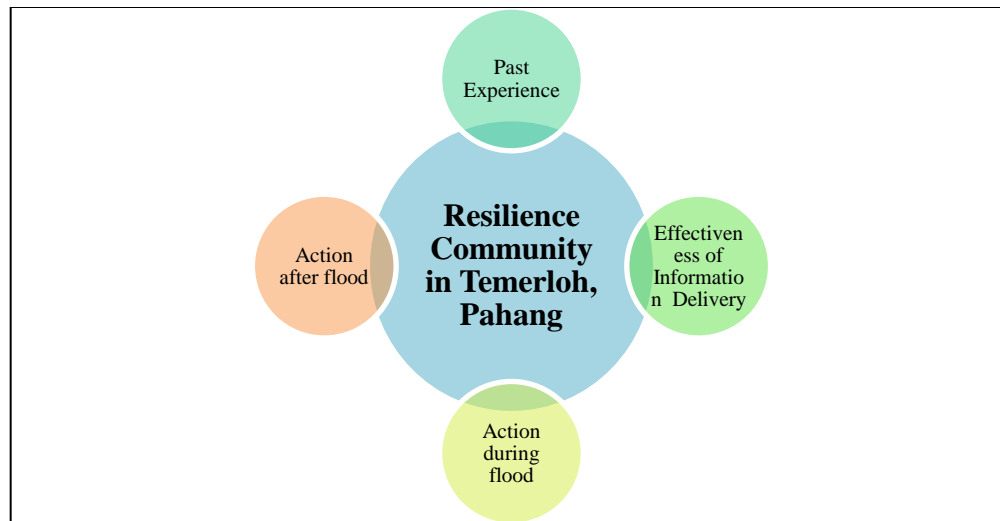 Past
Experience
Resilience
Community
in Temerloh,
Pahang
Effectiven
ess of
Informatio
n Delivery
Action
after flood
Action
during
flood